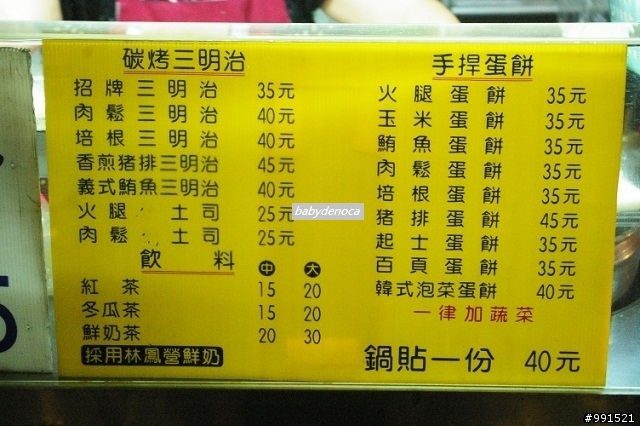 碳烤三明治
招牌三明治 35元
肉鬆三明治 40元
培根三明治 40元
香煎猪排三明治 45元
義式鮪魚三明治 40元
火腿土司 25元
肉鬆土司 25元
飲料 中 大
紅茶 15 20
冬瓜茶 15 20
鮮奶茶 20 30
採用林鳳營鮮奶
手捍蛋餅
火腿蛋餅 35元
玉米蛋餅 35元
鮪魚蛋餅 35元
肉鬆蛋餅 35元
培根蛋餅 35元
猪排蛋餅 45元
起士蛋餅 35元
百頁蛋餅 35元
韓式泡菜蛋餅 40元
一律加蔬菜
鍋貼一份 40元
babydenoca
#991521